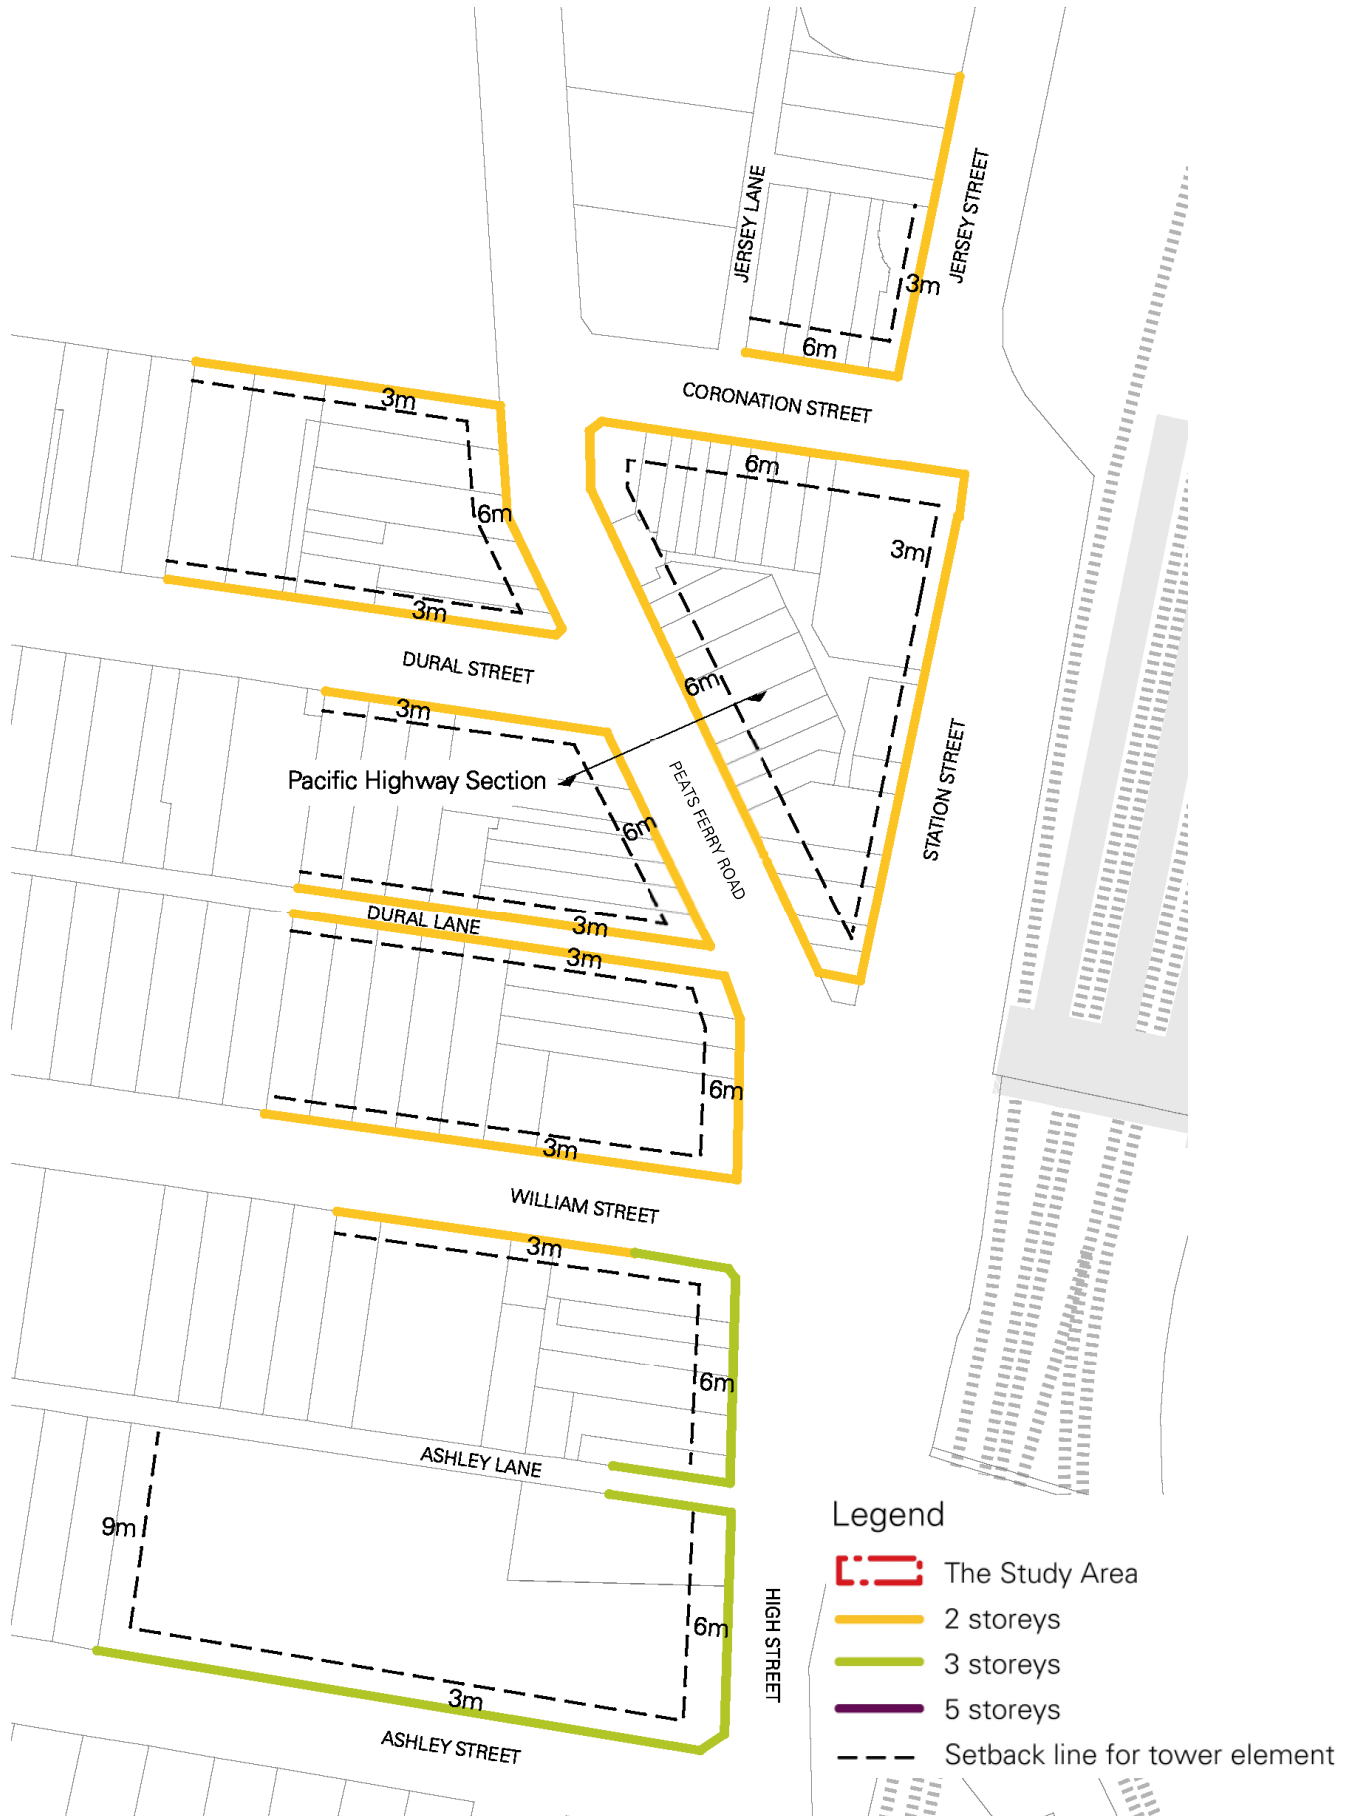 JERSEY LANE
JERSEY STREET
3m
6m
CORONATION STREET
3m
6m
3m
6m
3m
6m
DURAL STREET
3m
Pacific Highway Section
6m
PEATS FERRY ROAD
STATION STREET
3m
DURAL LANE
3m
6m
3m
WILLIAM STREET
3m
6m
ASHLEY LANE
9m
6m
HIGH STREET
3m
ASHLEY STREET
Legend
The Study Area
2 storeys
3 storeys
5 storeys
Setback line for tower element